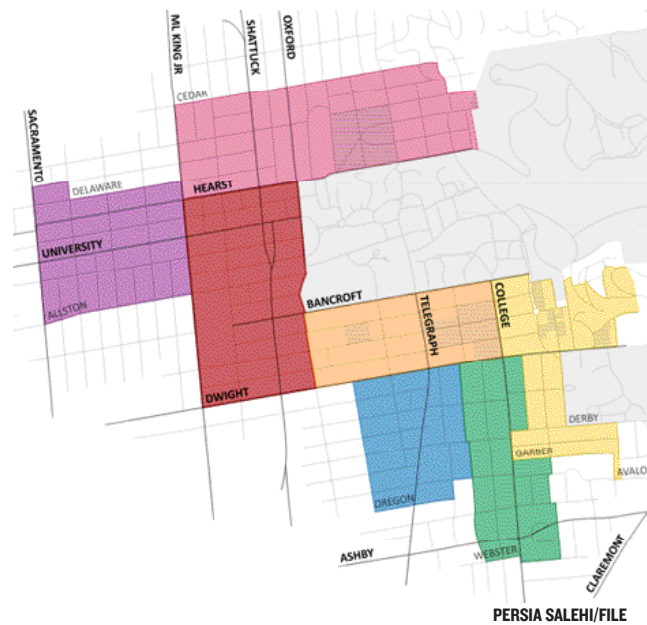 ML KING JR
SHATTUCK
OXFORD
CEDAR
SACRAMENTO
DELAWARE
HEARST
UNIVERSITY
ALLSTON
BANCROFT
TELEGRAPH
COLLEGE
DWIGHT
DERBY
GARBER
AVALO
OREGON
ASHBY
WEBSTER
CLAREMONT
PERSIA SALEHI/FILE